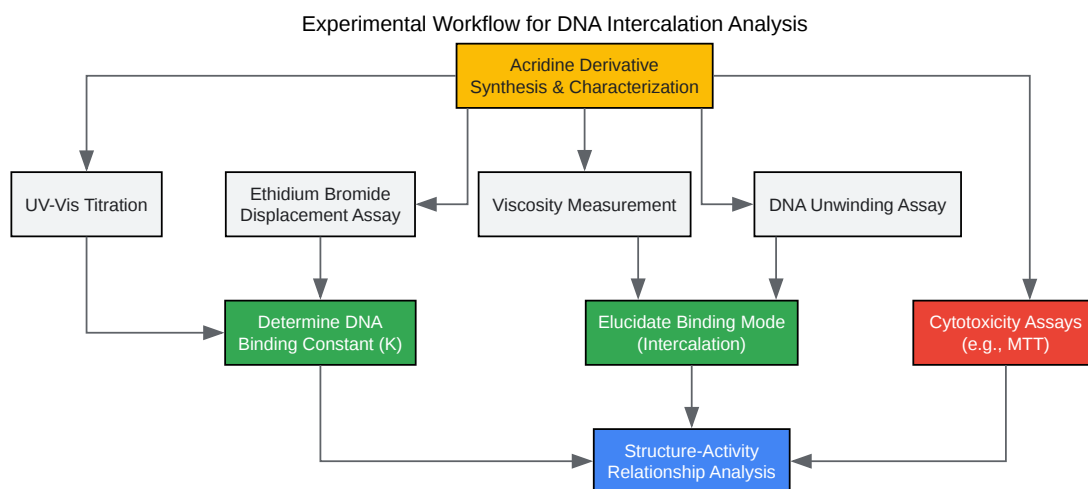 Experimental Workflow for DNA Intercalation Analysis
Acridine Derivative
Synthesis & Characterization
UV-Vis Titration
Ethidium Bromide
Displacement Assay
Viscosity Measurement
DNA Unwinding Assay
Determine DNA
Binding Constant (K)
Elucidate Binding Mode
(Intercalation)
Cytotoxicity Assays
(e.g., MTT)
Structure-Activity
Relationship Analysis